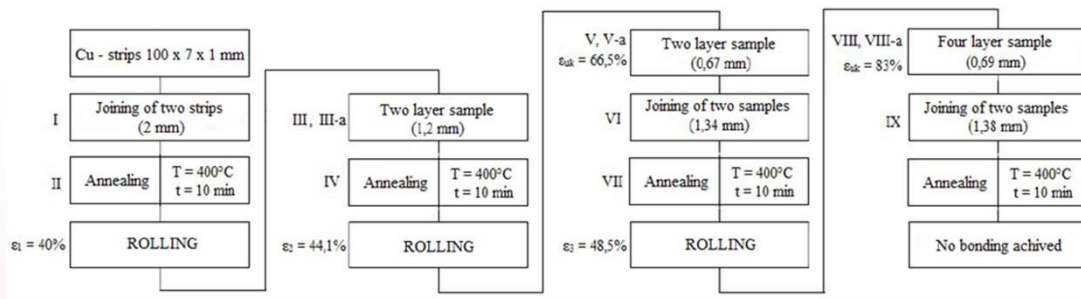 Cu - strips 100 x 7 x 1 mm
I
Joining of two strips
(2 mm)
II
Annealing
T = 400°C
t = 10 min
ε₁ = 40%
ROLLING
III, III-a
Two layer sample
(1,2 mm)
IV
Annealing
T = 400°C
t = 10 min
ε₂ = 44,1%
ROLLING
V, V-a
εuk = 66,5%
Two layer sample
(0,67 mm)
VI
Joining of two samples
(1,34 mm)
VII
Annealing
T = 400°C
t = 10 min
ε₃ = 48,5%
ROLLING
VIII, VIII-a
εuk = 83%
Four layer sample
(0,69 mm)
IX
Joining of two samples
(1,38 mm)
Annealing
T = 400°C
t = 10 min
No bonding achived